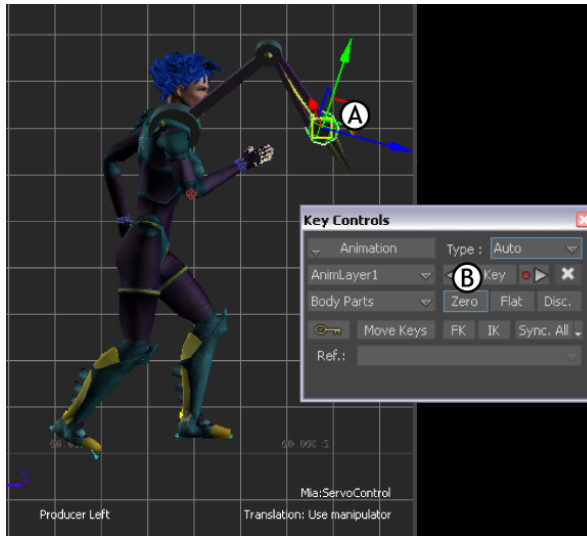 A
Key Controls
Animation
Type :
Auto
AnimLayer1
B
Key
Body Parts
Zero
Flat
Disc.
Move Keys
FK
IK
Sync. All
Ref.:
Mia:ServoControl
Producer Left
Translation: Use manipulator